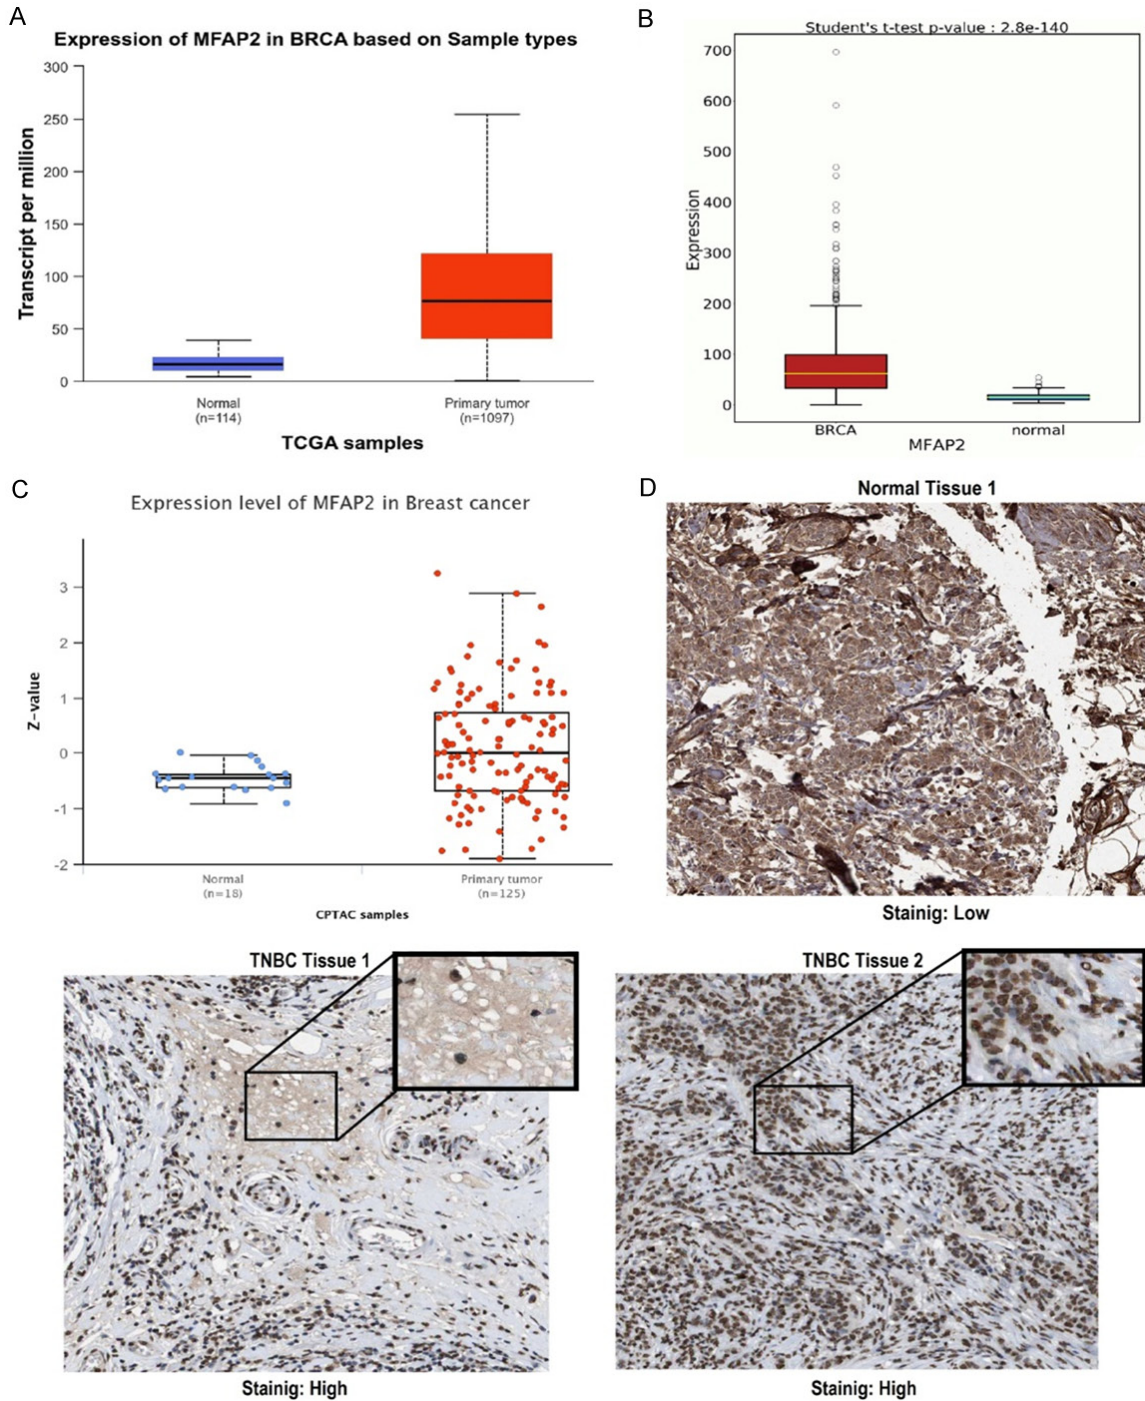 A
Expression of MFAP2 in BRCA based on Sample types
Transcript per million
300
250
200
150
100
50
0
Normal
(n=114)
Primary tumor
(n=1097)
TCGA samples
B
Student's t-test p-value : 2.8e-140
Expression
700
600
500
400
300
200
100
0
BRCA
normal
MFAP2
C
Expression level of MFAP2 in Breast cancer
Z-value
3
2
1
0
-1
-2
Normal
(n=18)
Primary tumor
(n=125)
CPTAC samples
D
Normal Tissue 1
Stainig: Low
TNBC Tissue 1
Stainig: High
TNBC Tissue 2
Stainig: High